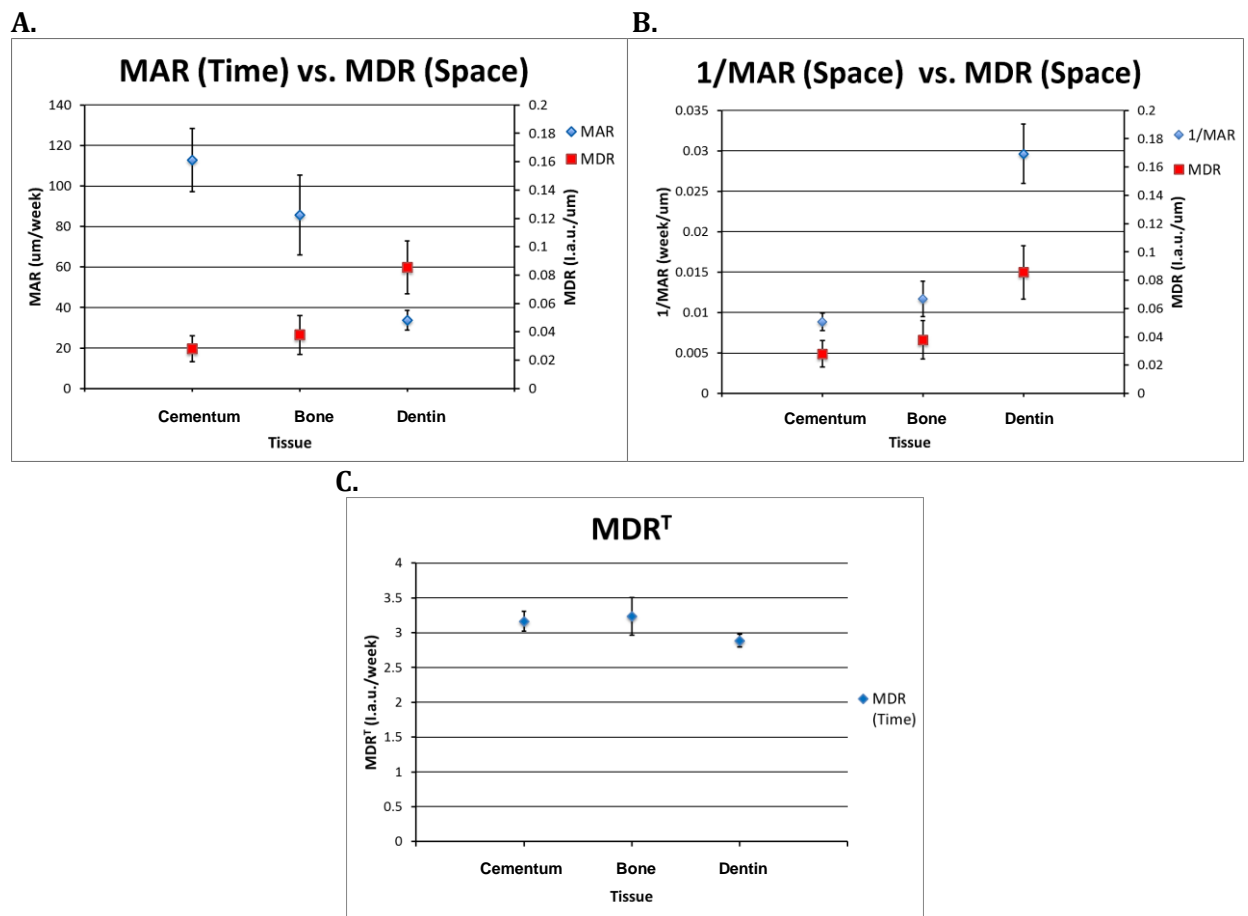 A.
MAR (Time) vs. MDR (Space)
140
120
100
80
60
40
20
0
MAR (um/week)
0.2
0.18
0.16
0.14
0.12
0.1
0.08
0.06
0.04
0.02
0
MDR (I.a.u./um)
MAR
MDR
Cementum Bone Dentin
Tissue
B.
1/MAR (Space) vs. MDR (Space)
0.035
0.03
0.025
0.02
0.015
0.01
0.005
0
1/MAR (week/um)
0.2
0.18
0.16
0.14
0.12
0.1
0.08
0.06
0.04
0.02
0
MDR (I.a.u./um)
1/MAR
MDR
Cementum Bone Dentin
Tissue
C.
MDRᵀ
4
3.5
3
2.5
2
1.5
1
0.5
0
MDRᵀ (I.a.u./week)
MDR
(Time)
Cementum Bone Dentin
Tissue